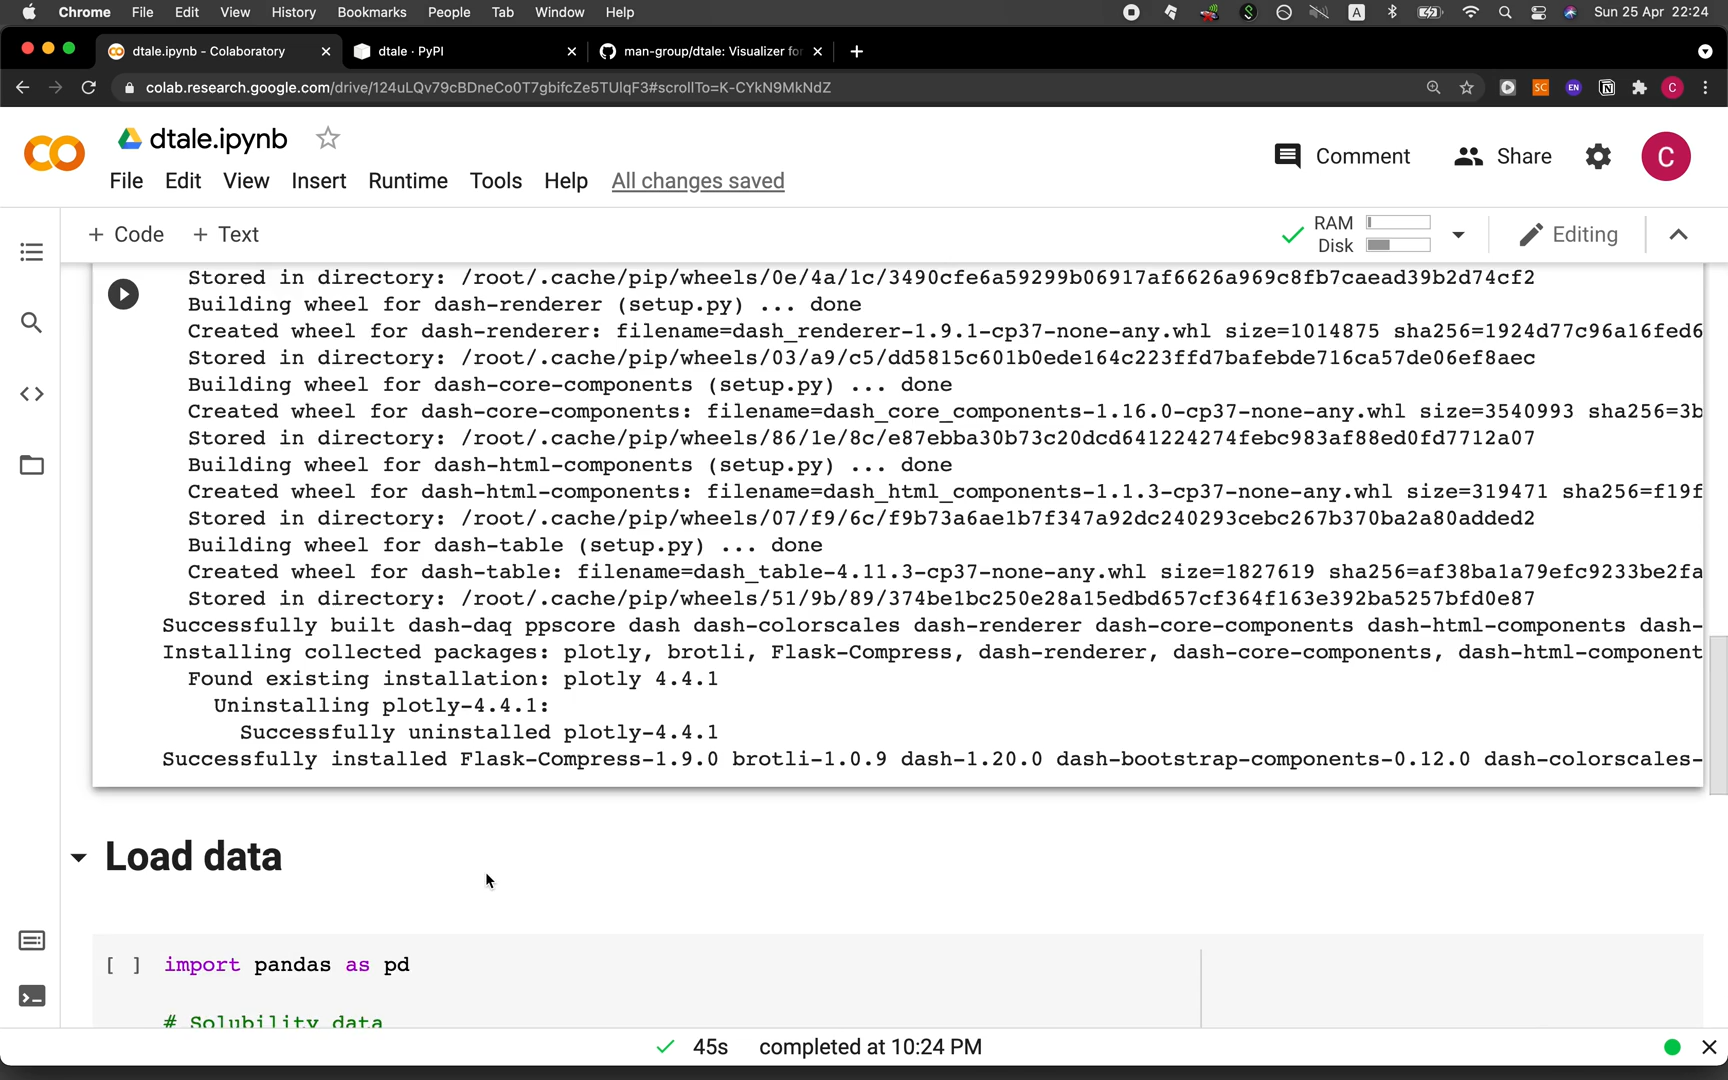 Chrome File Edit View History Bookmarks People Tab Window Help A Sun 25 Apr 22:24
dtale.ipynb - Colaboratory dtale · PyPI man-group/dtale: Visualizer fo
colab.research.google.com/drive/124uLQv79cBDneCo0T7gbifcZe5TUlqF3#scrollTo=K-CYkN9MkNdZ SC EN C
dtale.ipynb
Comment Share C
File Edit View Insert Runtime Tools Help All changes saved
+ Code + Text RAM Disk Editing
Stored in directory: /root/.cache/pip/wheels/0e/4a/1c/3490cfe6a59299b06917af6626a969c8fb7caead39b2d74cf2
Building wheel for dash-renderer (setup.py) ... done
Created wheel for dash-renderer: filename=dash_renderer-1.9.1-cp37-none-any.whl size=1014875 sha256=1924d77c96a16fed6
Stored in directory: /root/.cache/pip/wheels/03/a9/c5/dd5815c601b0ede164c223ffd7bafebde716ca57de06ef8aec
Building wheel for dash-core-components (setup.py) ... done
Created wheel for dash-core-components: filename=dash_core_components-1.16.0-cp37-none-any.whl size=3540993 sha256=3b
Stored in directory: /root/.cache/pip/wheels/86/1e/8c/e87ebba30b73c20dcd641224274febc983af88ed0fd7712a07
Building wheel for dash-html-components (setup.py) ... done
Created wheel for dash-html-components: filename=dash_html_components-1.1.3-cp37-none-any.whl size=319471 sha256=f19f
Stored in directory: /root/.cache/pip/wheels/07/f9/6c/f9b73a6ae1b7f347a92dc240293cebc267b370ba2a80added2
Building wheel for dash-table (setup.py) ... done
Created wheel for dash-table: filename=dash_table-4.11.3-cp37-none-any.whl size=1827619 sha256=af38ba1a79efc9233be2fa
Stored in directory: /root/.cache/pip/wheels/51/9b/89/374be1bc250e28a15edbd657cf364f163e392ba5257bfd0e87
Successfully built dash-daq ppscore dash dash-colorscales dash-renderer dash-core-components dash-html-components dash-
Installing collected packages: plotly, brotli, Flask-Compress, dash-renderer, dash-core-components, dash-html-component
Found existing installation: plotly 4.4.1
Uninstalling plotly-4.4.1:
Successfully uninstalled plotly-4.4.1
Successfully installed Flask-Compress-1.9.0 brotli-1.0.9 dash-1.20.0 dash-bootstrap-components-0.12.0 dash-colorscales-
Load data
[ ] import pandas as pd
# Solubility data
45s completed at 10:24 PM